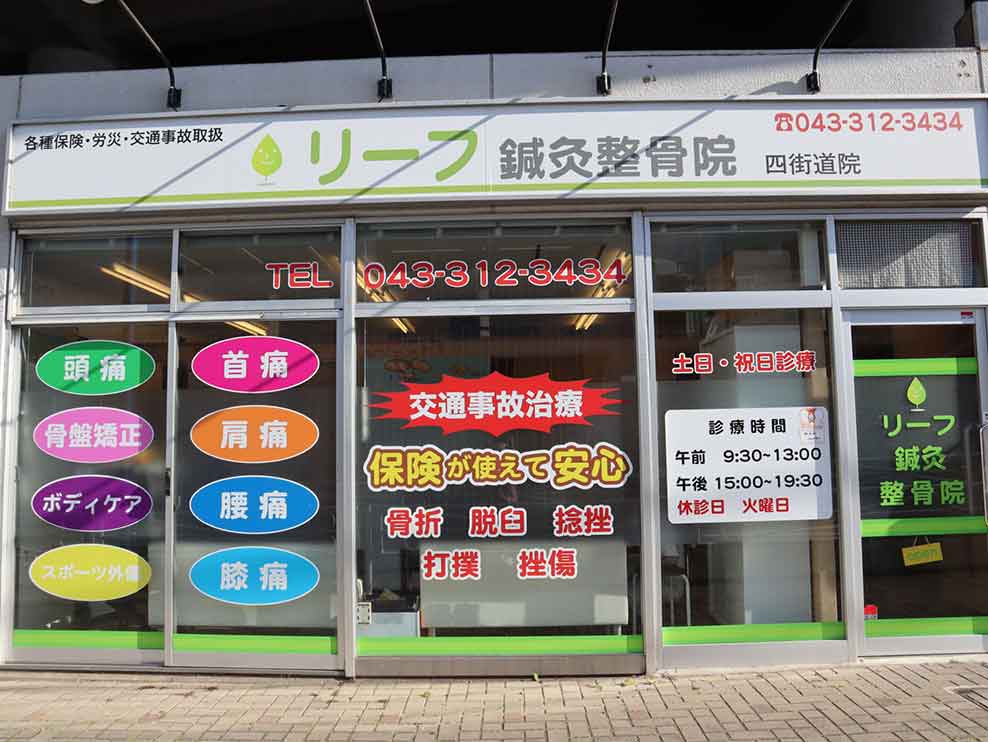 各種保険・労災・交通事故取扱
リーフ 鍼灸整骨院 四街道院
☎043-312-3434
TEL 043-312-3434
頭痛
首痛
骨盤矯正
肩痛
ボディケア
腰痛
スポーツ外傷
膝痛
交通事故治療
保険が使えて安心
骨折 脱臼 捻挫
打撲 挫傷
土日・祝日診療
診療時間
午前 9:30~13:00
午後 15:00~19:30
休診日 火曜日
リーフ
鍼灸
整骨院
open